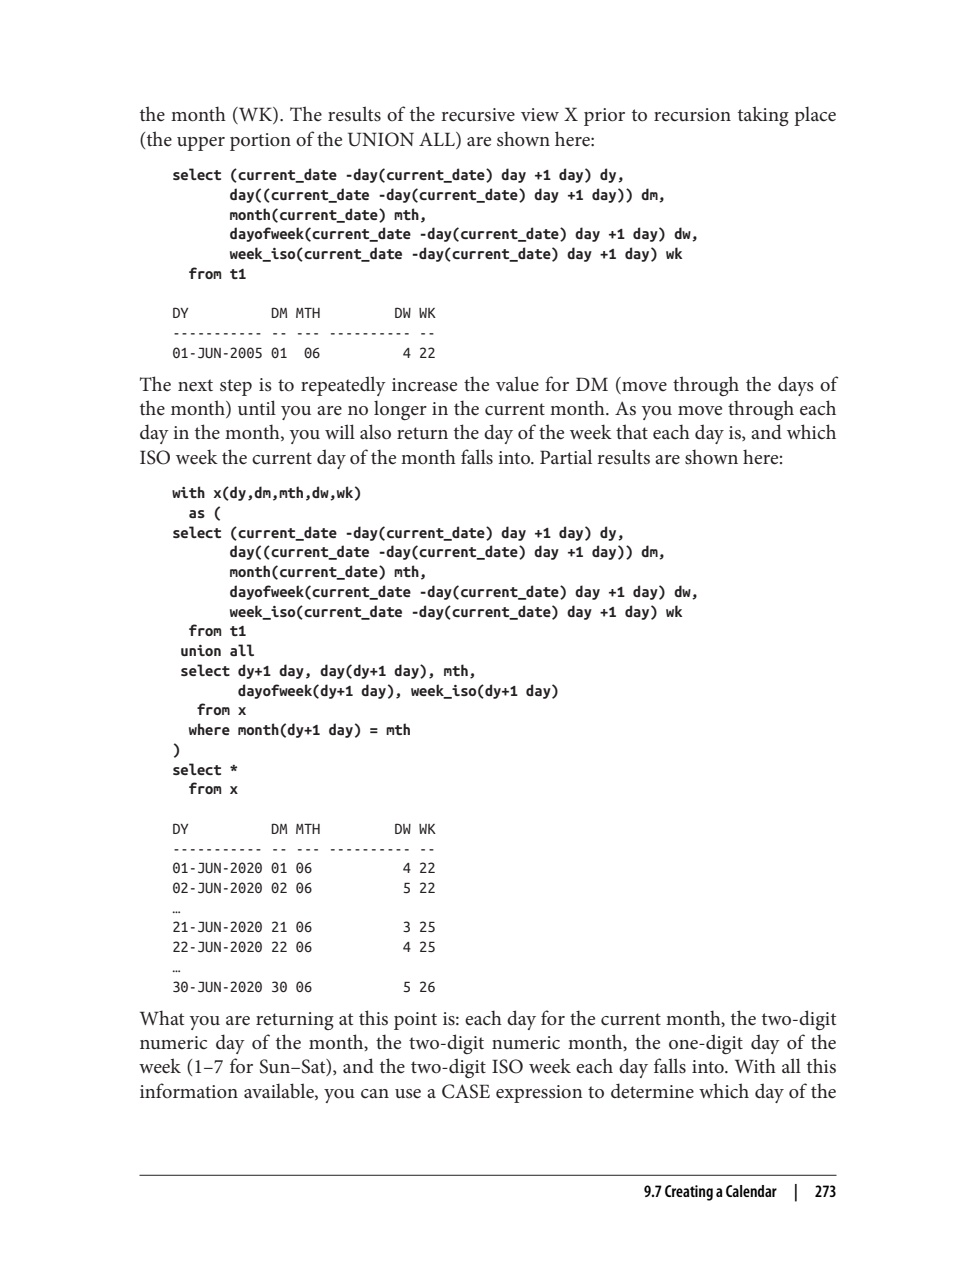 the month (WK). The results of the recursive view X prior to recursion taking place
(the upper portion of the UNION ALL) are shown here:
select (current_date -day(current_date) day +1 day) dy,
day((current_date -day(current_date) day +1 day)) dm,
month(current_date) mth,
dayofweek(current_date -day(current_date) day +1 day) dw,
week_iso(current_date -day(current_date) day +1 day) wk
from t1
DY DM MTH DW WK
----------- -- --- ---------- --
01-JUN-2005 01 06 4 22
The next step is to repeatedly increase the value for DM (move through the days of
the month) until you are no longer in the current month. As you move through each
day in the month, you will also return the day of the week that each day is, and which
ISO week the current day of the month falls into. Partial results are shown here:
with x(dy,dm,mth,dw,wk)
as (
select (current_date -day(current_date) day +1 day) dy,
day((current_date -day(current_date) day +1 day)) dm,
month(current_date) mth,
dayofweek(current_date -day(current_date) day +1 day) dw,
week_iso(current_date -day(current_date) day +1 day) wk
from t1
union all
select dy+1 day, day(dy+1 day), mth,
dayofweek(dy+1 day), week_iso(dy+1 day)
from x
where month(dy+1 day) = mth
)
select *
from x
DY DM MTH DW WK
----------- -- --- ---------- --
01-JUN-2020 01 06 4 22
02-JUN-2020 02 06 5 22
…
21-JUN-2020 21 06 3 25
22-JUN-2020 22 06 4 25
…
30-JUN-2020 30 06 5 26
What you are returning at this point is: each day for the current month, the two-digit
numeric day of the month, the two-digit numeric month, the one-digit day of the
week (1–7 for Sun–Sat), and the two-digit ISO week each day falls into. With all this
information available, you can use a CASE expression to determine which day of the
9.7 Creating a Calendar | 273